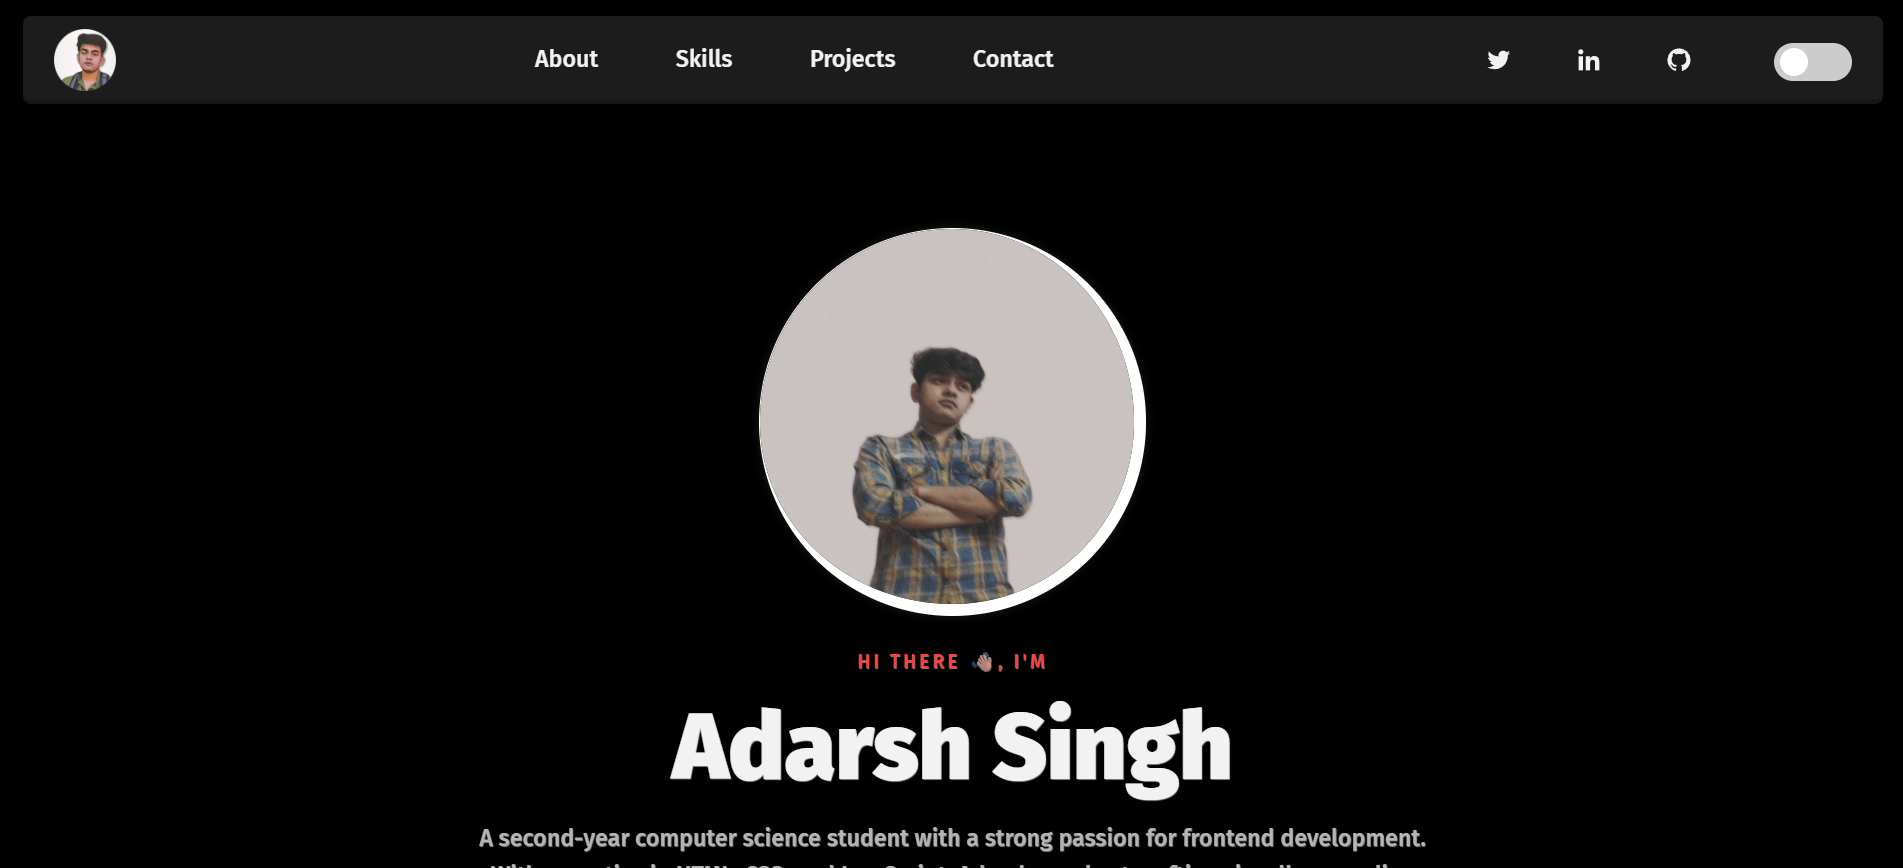 About
Skills
Projects
Contact
HI THERE 👋🏽, I'M
Adarsh Singh
A second-year computer science student with a strong passion for frontend development.